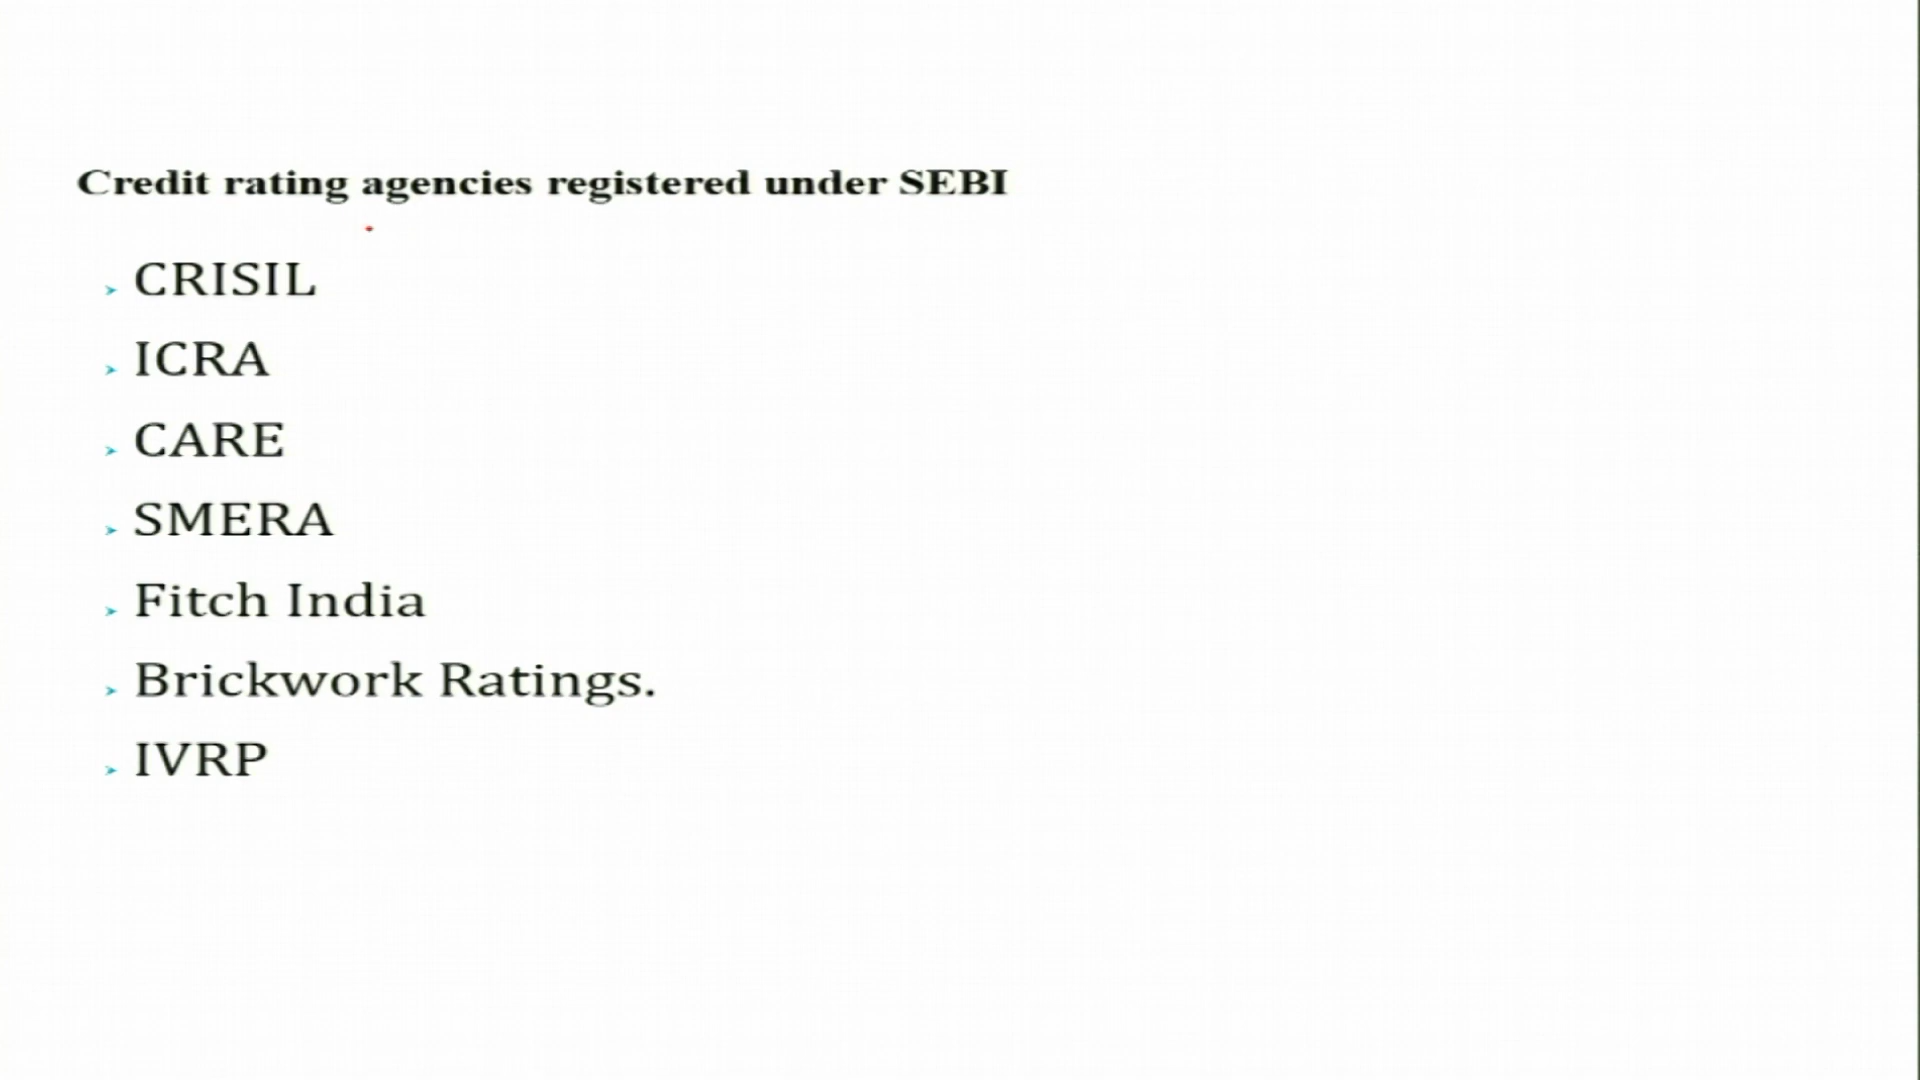 Credit rating agencies registered under SEBI
CRISIL
ICRA
CARE
SMERA
Fitch India
Brickwork Ratings.
IVRP